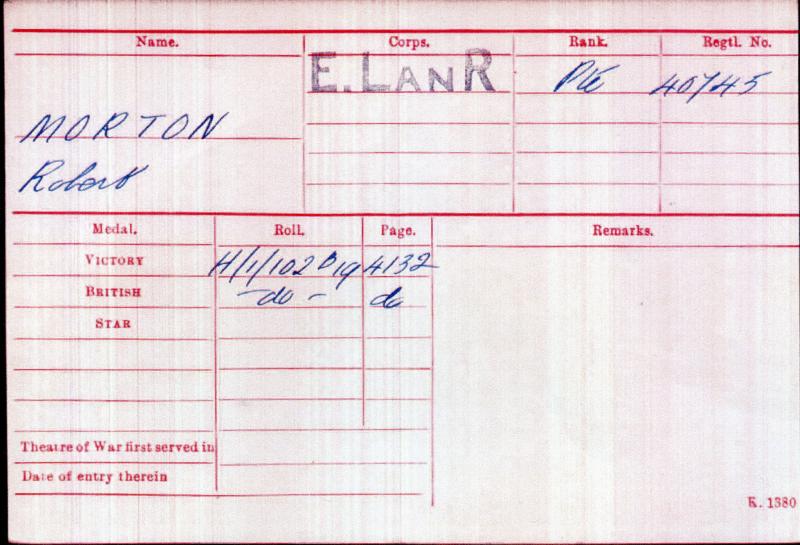 Name. Corps. Rank. Regtl. No.
E. LAN R Pte 40745
MORTON
Robert
Medal. Roll. Page. Remarks.
VICTORY H/1/102 B19 4132
BRITISH -do- do
STAR
Theatre of War first served in
Date of entry therein
K. 1380